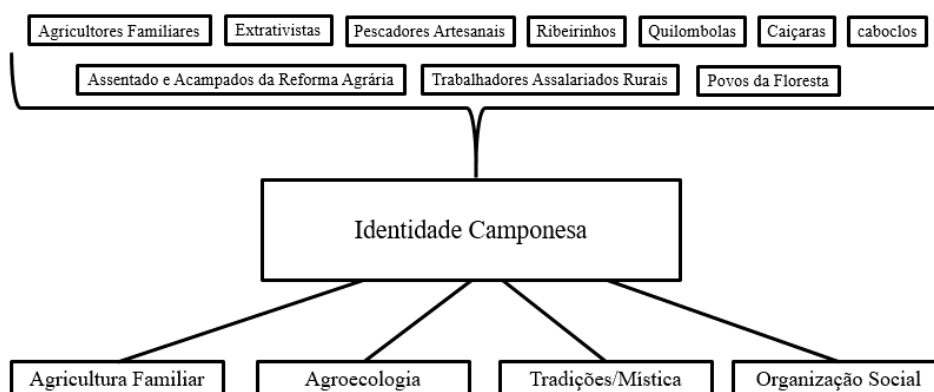 Agricultores Familiares
Extrativistas
Pescadores Artesanais
Ribeirinhos
Quilombolas
Caiçaras
caboclos
Assentado e Acampados da Reforma Agrária
Trabalhadores Assalariados Rurais
Povos da Floresta
Identidade Camponesa
Agricultura Familiar
Agroecologia
Tradições/Mística
Organização Social